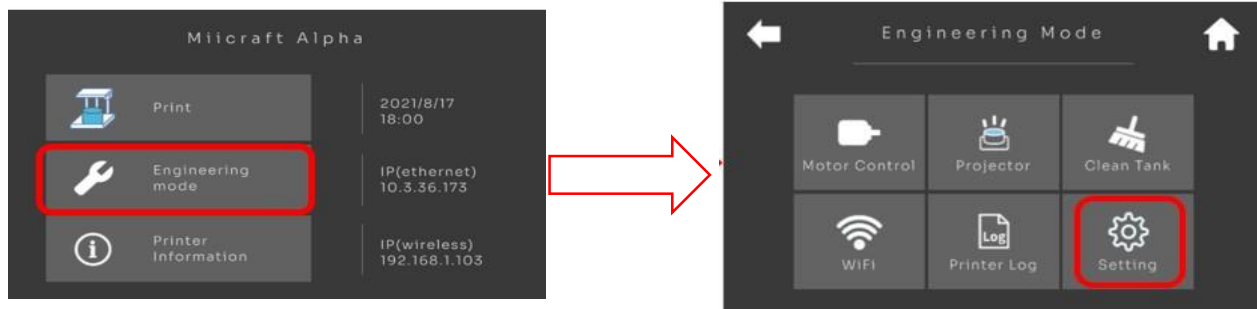 Miicraft Alpha
Print
2021/8/17
18:00
Engineering
mode
IP(ethernet)
10.3.36.173
Printer
Information
IP(wireless)
192.168.1.103
Engineering Mode
Motor Control
Projector
Clean Tank
WiFi
Log
Printer Log
Setting